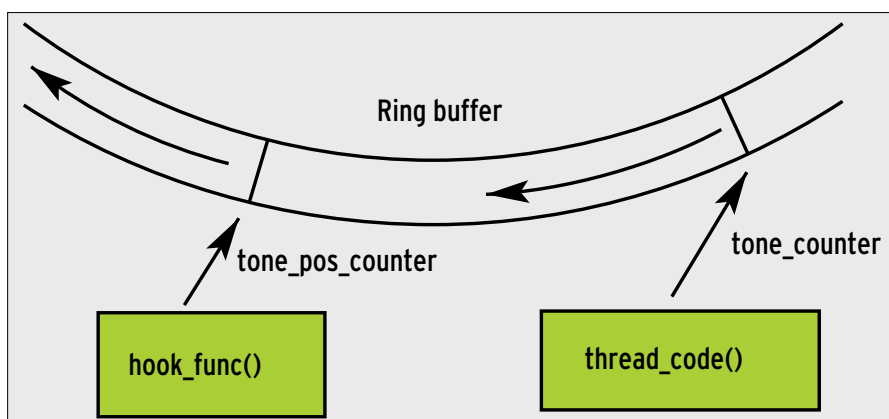 Ring buffer
tone_pos_counter
tone_counter
hook_func()
thread_code()